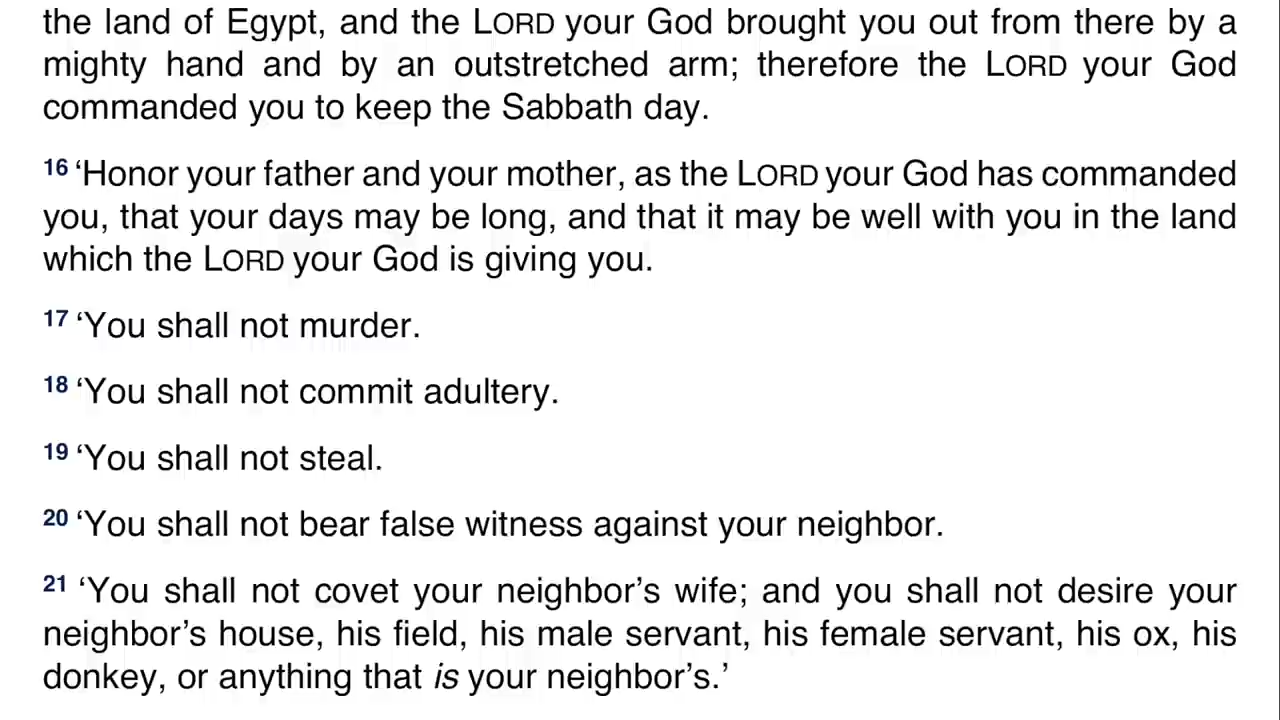 the land of Egypt, and the LORD your God brought you out from there by a
mighty hand and by an outstretched arm; therefore the LORD your God
commanded you to keep the Sabbath day.
16 ‘Honor your father and your mother, as the LORD your God has commanded
you, that your days may be long, and that it may be well with you in the land
which the LORD your God is giving you.
17 ‘You shall not murder.
18 ‘You shall not commit adultery.
19 ‘You shall not steal.
20 ‘You shall not bear false witness against your neighbor.
21 ‘You shall not covet your neighbor’s wife; and you shall not desire your
neighbor’s house, his field, his male servant, his female servant, his ox, his
donkey, or anything that is your neighbor’s.’